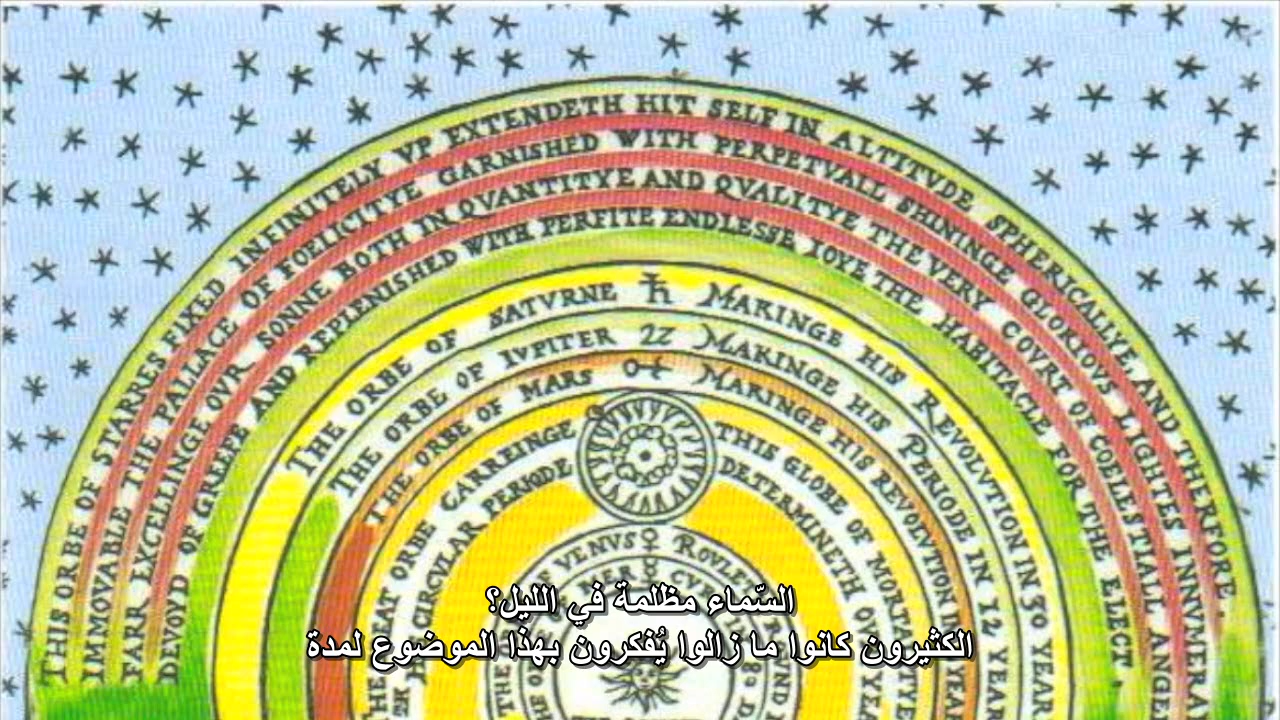 THIS ORBE OF STARRES FIXED INFINITELY VP EXTENDETH HIT SELF IN ALTITVDE SPHERICALLYE, AND THEREFORE.
IMMOVABLE THE PALLACE OF FOELICITYE GARNISHED WITH PERPETVALL SHININGE GLORIOVS LIGHTES INNVMERA
FARR EXCELLINGE OVR SONNE BOTH IN QVANTITYE AND QVALITYE THE VERY COVRT OF COELESTIALL ANGE
DEVOYD OF GREEFE AND REPLENISHED WITH PERFITE ENDLESSE IOYE THE HABITACLE FOR THE ELECT.
THE ORBE OF SATVRNE ♄ MAKINGE HIS REVOLVTION IN 30 YEAR
THE ORBE OF IVPITER ♃ MAKINGE HIS PERIODE IN 12 YEAR
THE ORBE OF MARS ♂ MAKINGE HIS REVOLVTION IN YEAR
THE GREAT ORBE CARREINGE THIS GLOBE OF MORTALITYE
CIRCULAR PERIODE DETERMINETH OVR YEA
VENVS ♀
السّماء مظلمة في الليل؟
الكثيرون كانوا ما زالوا يُفكرون بهذا الموضوع لمدة